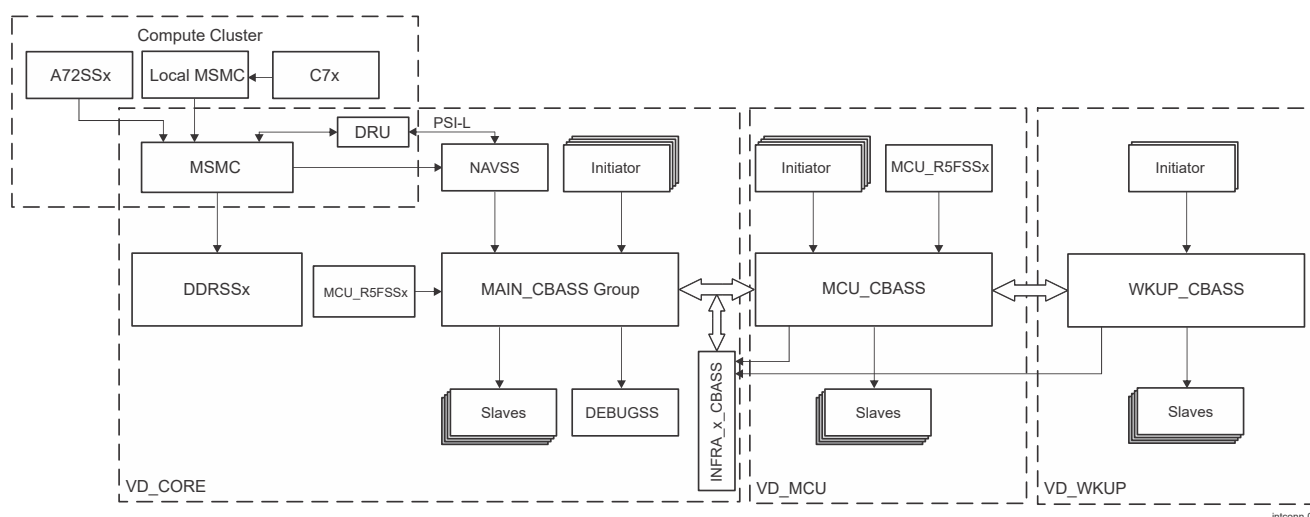 Compute Cluster
A72SSx
Local MSMC
C7x
DRU
PSI-L
MSMC
NAVSS
Initiator
Initiator
MCU_R5FSSx
Initiator
DDRSSx
MCU_R5FSSx
MAIN_CBASS Group
MCU_CBASS
WKUP_CBASS
INFRA_x_CBASS
Slaves
DEBUGSS
Slaves
Slaves
VD_CORE
VD_MCU
VD_WKUP